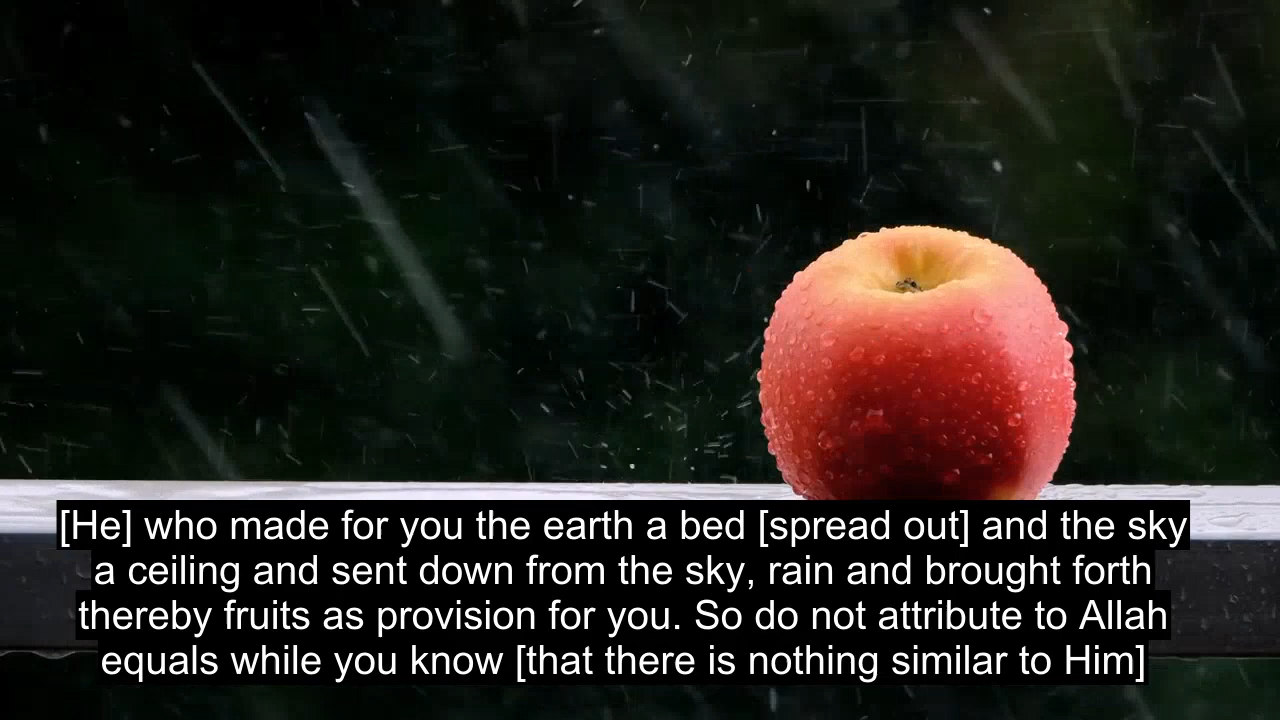 [He] who made for you the earth a bed [spread out] and the sky
a ceiling and sent down from the sky, rain and brought forth
thereby fruits as provision for you. So do not attribute to Allah
equals while you know [that there is nothing similar to Him]